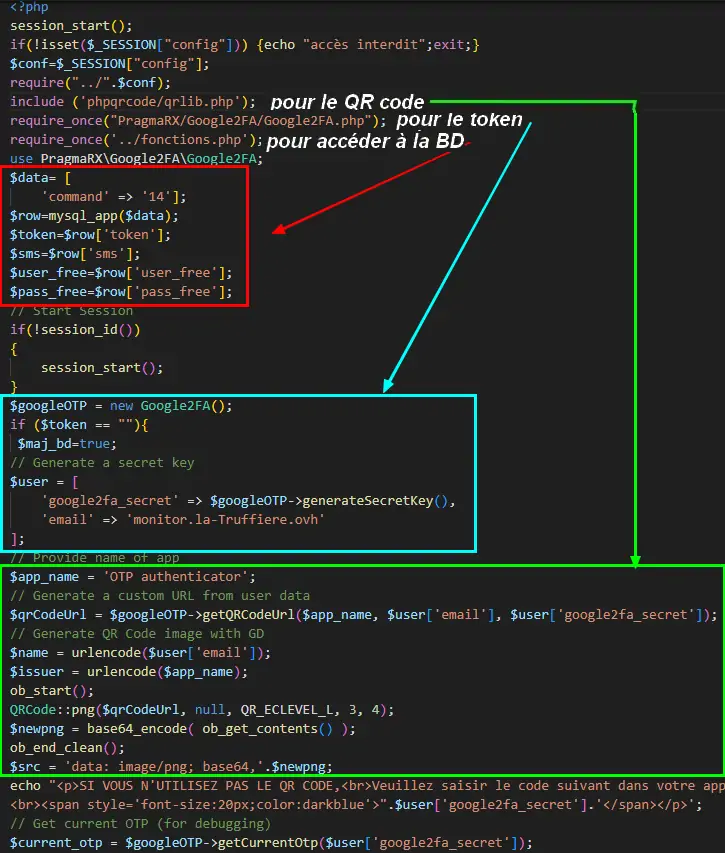 <?php
session_start();
if(!isset($_SESSION["config"])) {echo "accès interdit";exit;}
$conf=$_SESSION["config"];
require("../".$conf);
include ('phpqrcode/qrlib.php'); pour le QR code
require_once("PragmaRX/Google2FA/Google2FA.php"); pour le token
require_once('../fonctions.php'); pour accéder à la BD
use PragmaRX\Google2FA\Google2FA;
$data= [
    'command' => '14'];
$row=mysql_app($data);
$token=$row['token'];
$sms=$row['sms'];
$user_free=$row['user_free'];
$pass_free=$row['pass_free'];
// Start Session
if(!session_id())
{
    session_start();
}
$googleOTP = new Google2FA();
if ($token == ""){
 $maj_bd=true;
// Generate a secret key
$user = [
    'google2fa_secret' => $googleOTP->generateSecretKey(),
    'email' => 'monitor.la-Truffiere.ovh'
];
// Provide name of app
$app_name = 'OTP authenticator';
// Generate a custom URL from user data
$qrCodeUrl = $googleOTP->getQRCodeUrl($app_name, $user['email'], $user['google2fa_secret']);
// Generate QR Code image with GD
$name = urlencode($user['email']);
$issuer = urlencode($app_name);
ob_start();
QRCode::png($qrCodeUrl, null, QR_ECLEVEL_L, 3, 4);
$newpng = base64_encode( ob_get_contents() );
ob_end_clean();
$src = 'data: image/png; base64,'.$newpng;
echo "<p>SI VOUS N'UTILISEZ PAS LE QR CODE,<br>Veuillez saisir le code suivant dans votre app
<br><span style='font-size:20px;color:darkblue'>".$user['google2fa_secret'].'</span></p>';
// Get current OTP (for debugging)
$current_otp = $googleOTP->getCurrentOtp($user['google2fa_secret']);